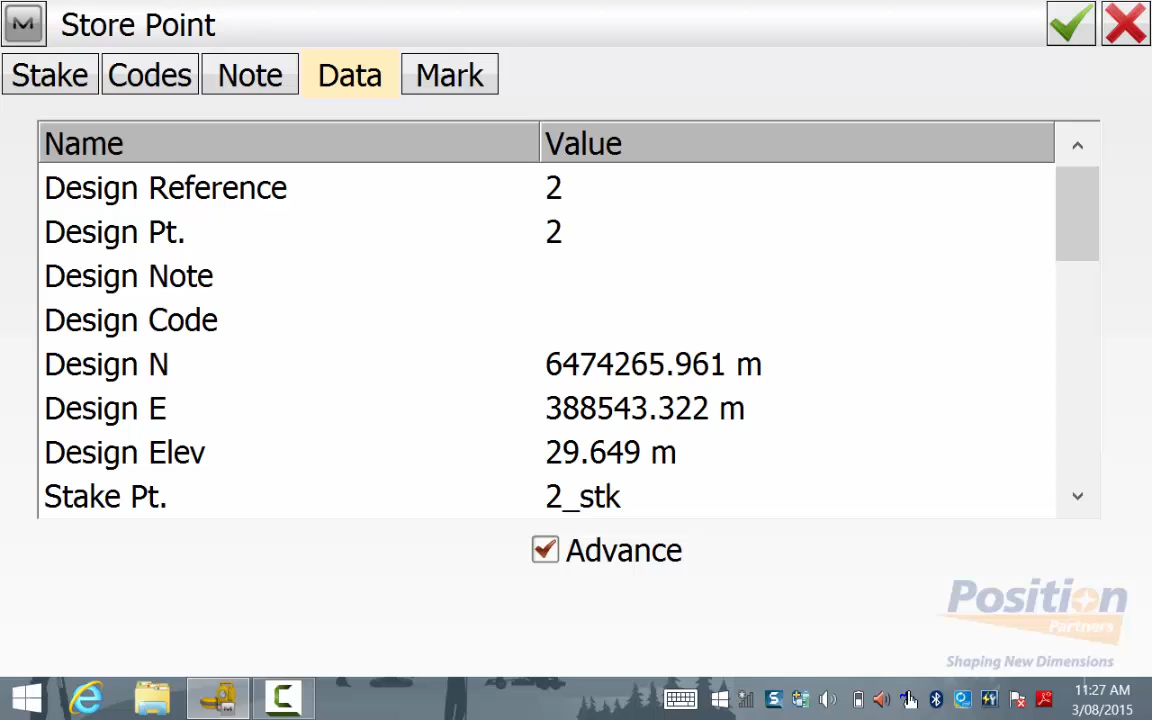 Store Point
Stake Codes Note Data Mark
Name Value
Design Reference 2
Design Pt. 2
Design Note
Design Code
Design N 6474265.961 m
Design E 388543.322 m
Design Elev 29.649 m
Stake Pt. 2_stk
Advance
Position
Partners
Shaping New Dimensions
11:27 AM
3/08/2015